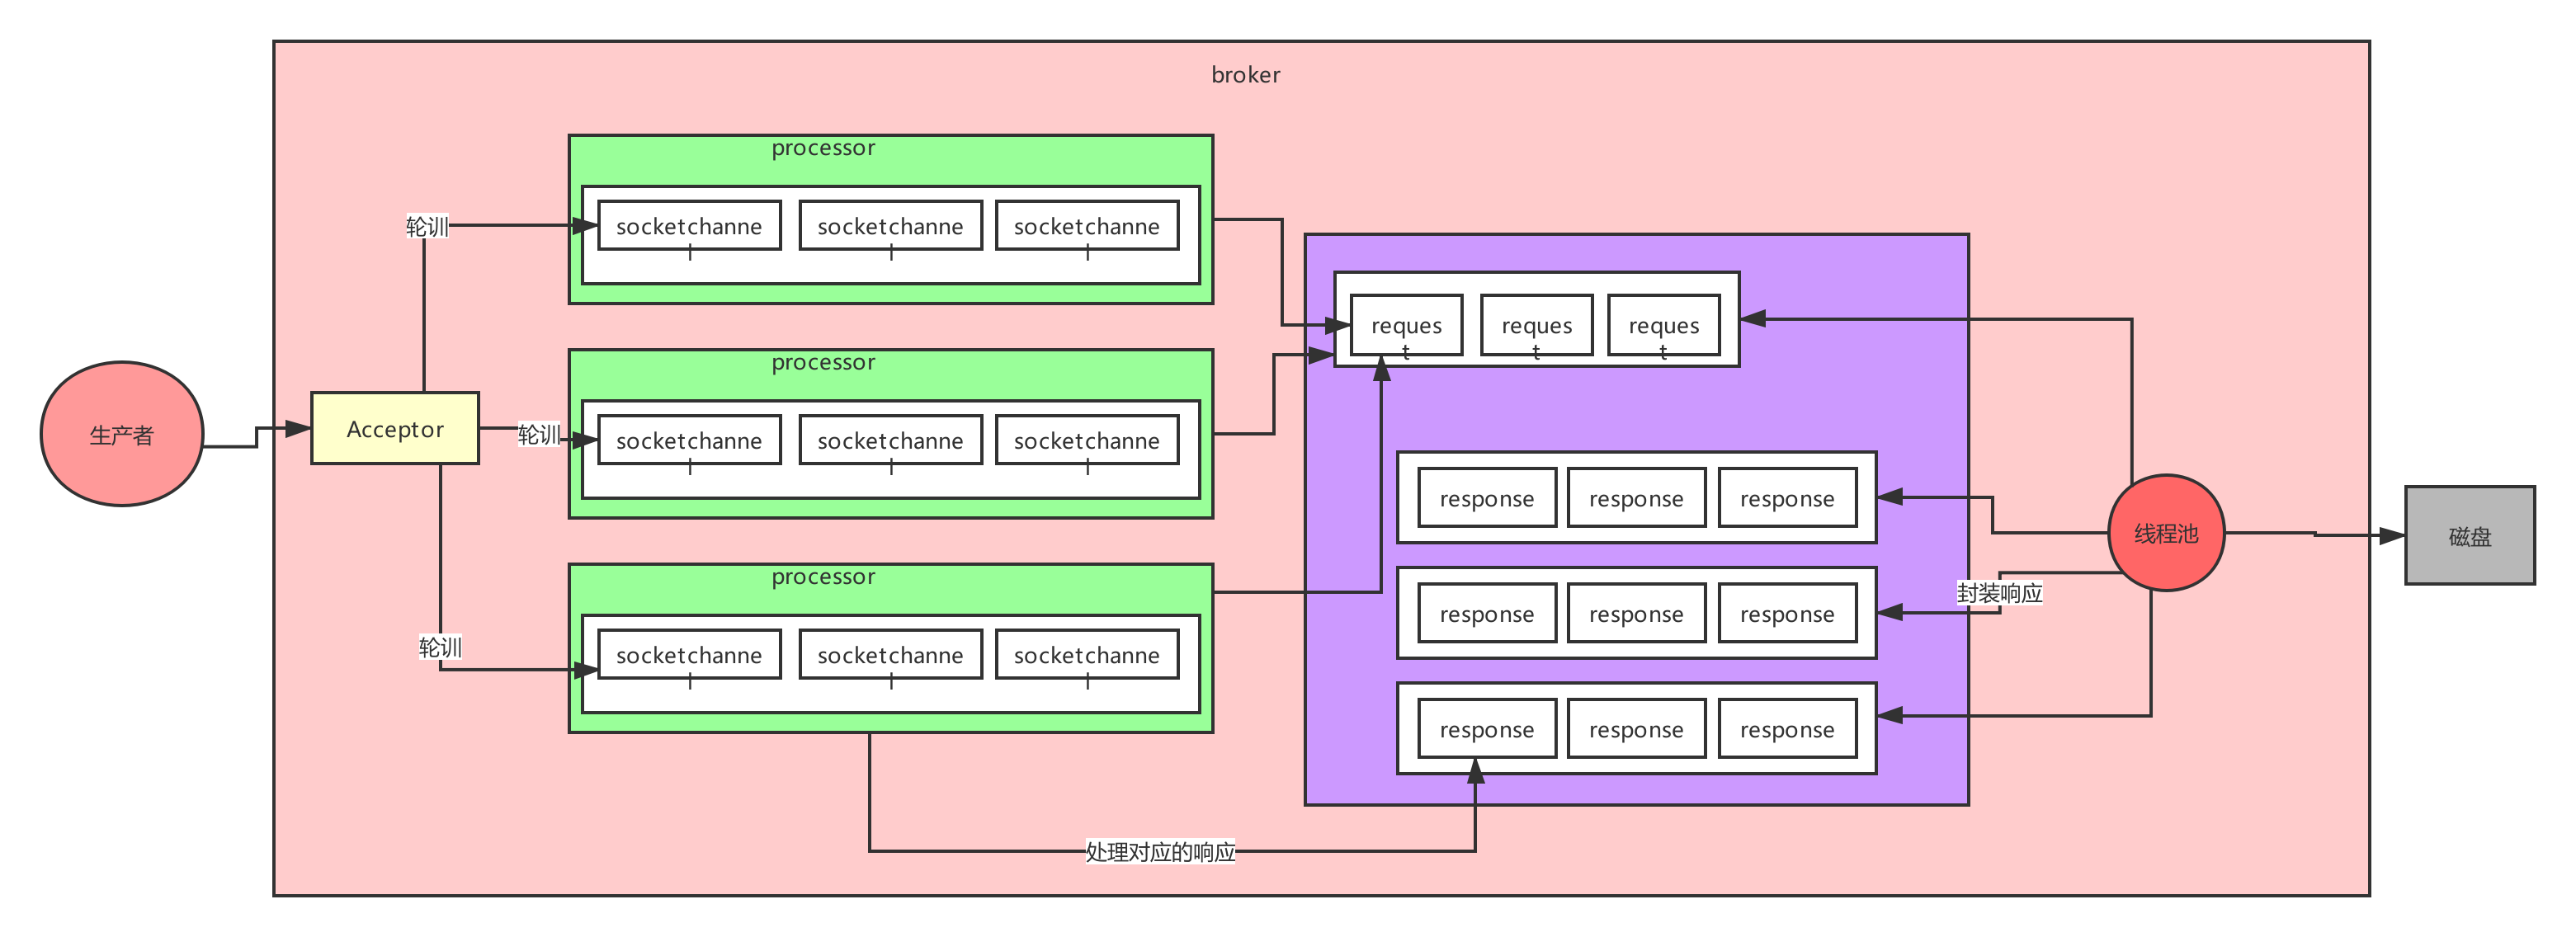 broker
processor
socketchanne
l
socketchanne
l
socketchanne
l
轮训
processor
socketchanne
l
socketchanne
l
socketchanne
l
轮训
processor
socketchanne
l
socketchanne
l
socketchanne
l
轮训
生产者
Acceptor
reques
t
reques
t
reques
t
response
response
response
response
response
response
response
response
response
封装响应
线程池
磁盘
处理对应的响应